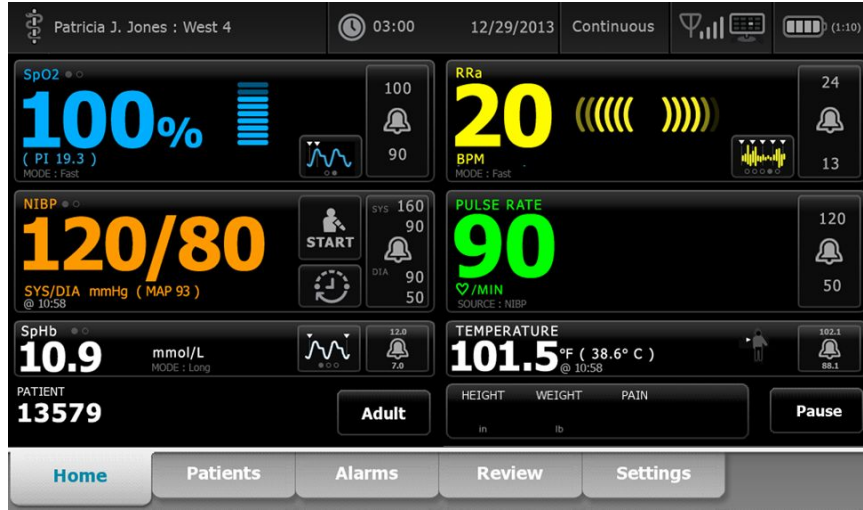 Patricia J. Jones : West 4
03:00
12/29/2013
Continuous
(1:10)
SpO2
100%
( PI 19.3 )
MODE : Fast
100
90
RRa
20
BPM
MODE : Fast
24
13
NIBP
120/80
SYS/DIA mmHg ( MAP 93 )
@ 10:58
START
SYS 160
90
DIA 90
50
PULSE RATE
90
/MIN
SOURCE : NIBP
120
50
SpHb
10.9
mmol/L
MODE : Long
12.0
7.0
TEMPERATURE
101.5°F ( 38.6° C )
@ 10:58
102.1
88.1
PATIENT
13579
Adult
HEIGHT WEIGHT PAIN
in lb
Pause
Home Patients Alarms Review Settings